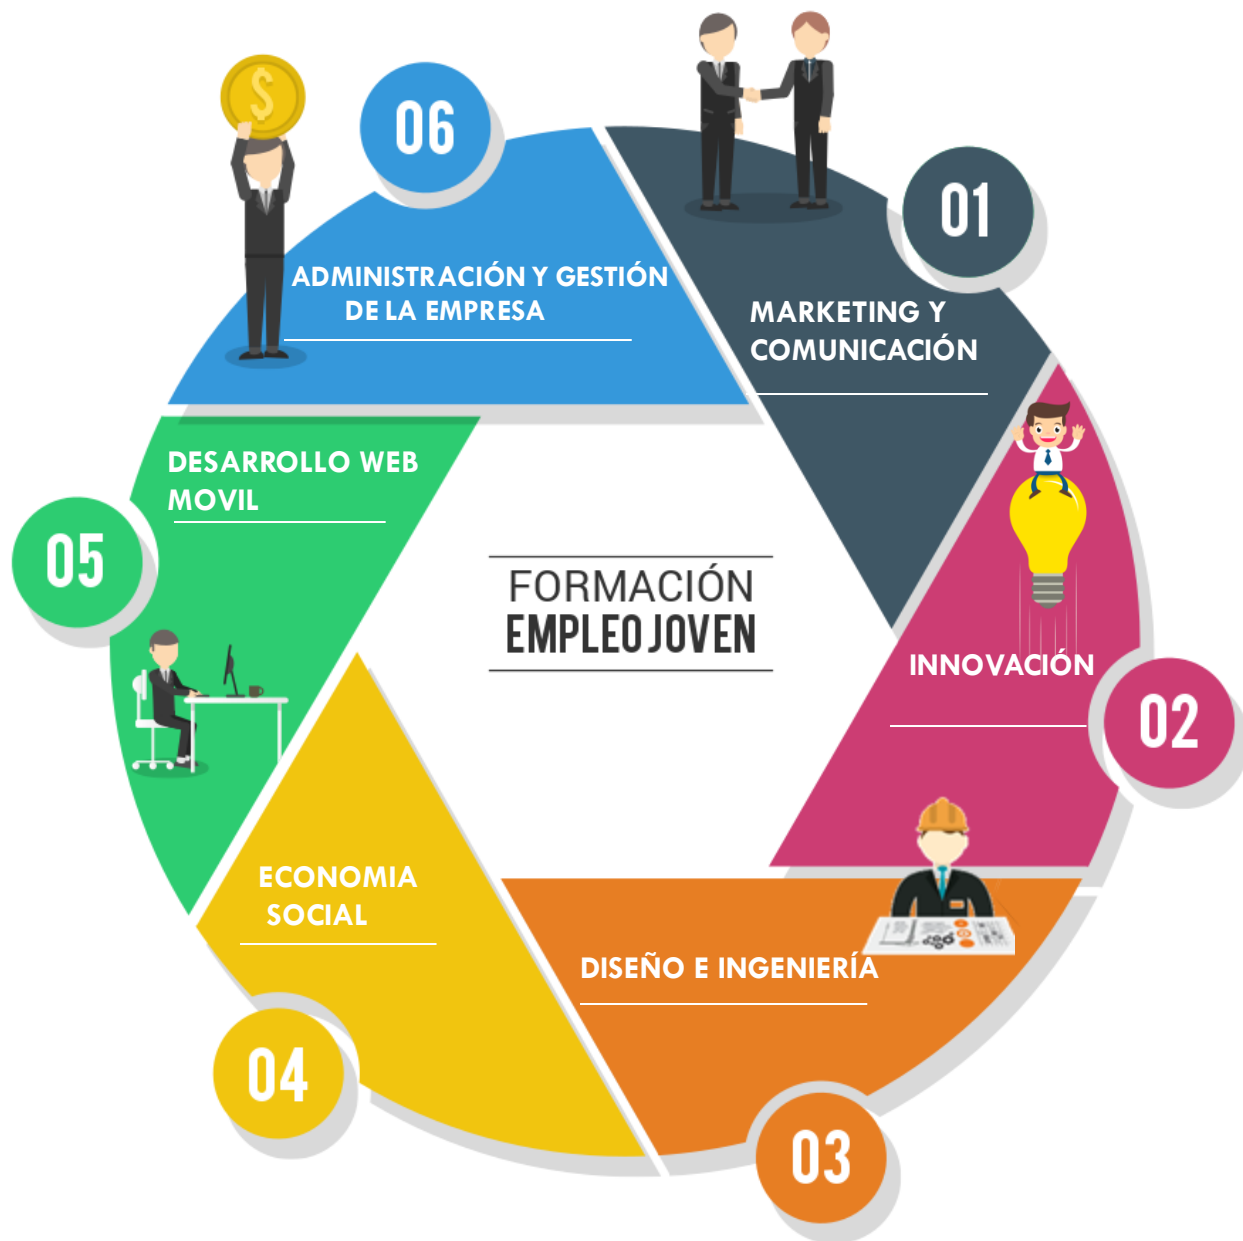 FORMACIÓN
EMPLEO JOVEN
01
MARKETING Y
COMUNICACIÓN
02
INNOVACIÓN
03
DISEÑO E INGENIERÍA
04
ECONOMIA
SOCIAL
05
DESARROLLO WEB
MOVIL
06
ADMINISTRACIÓN Y GESTIÓN
DE LA EMPRESA
$